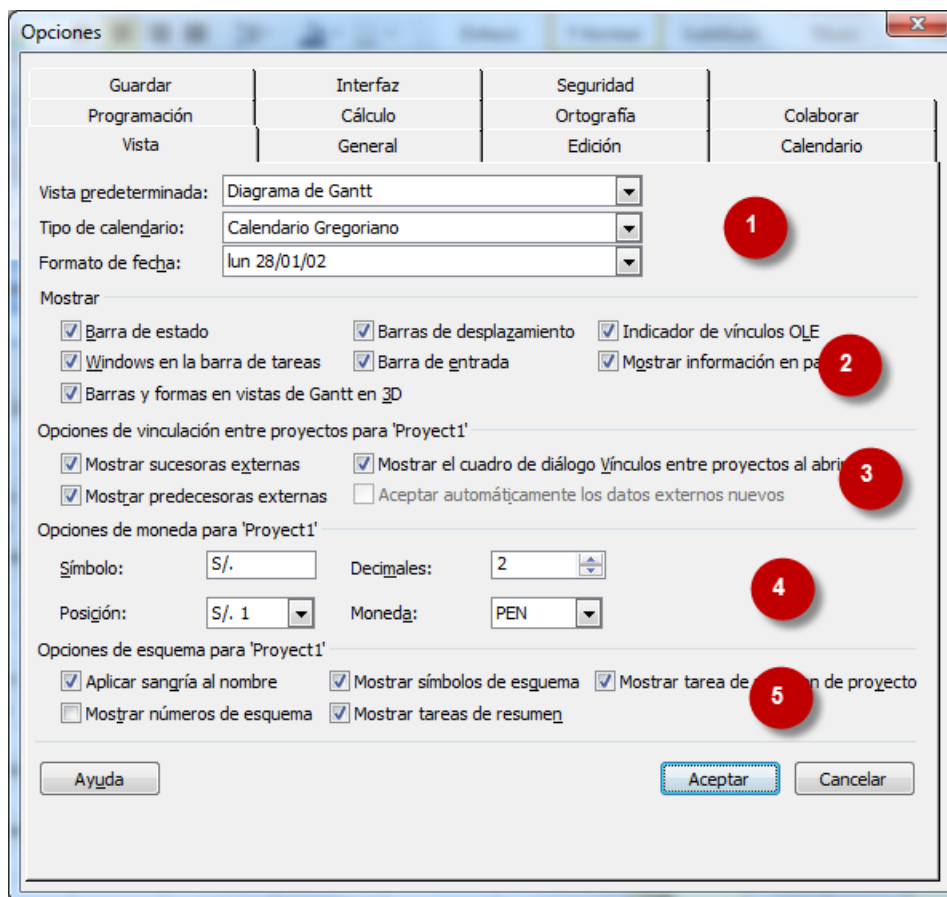 Opciones
Guardar Interfaz Seguridad
Programación Cálculo Ortografía Colaborar
Vista General Edición Calendario
Vista predeterminada: Diagrama de Gantt
Tipo de calendario: Calendario Gregoriano
1
Formato de fecha: lun 28/01/02
Mostrar
Barra de estado Barras de desplazamiento Indicador de vínculos OLE
Windows en la barra de tareas Barra de entrada Mostrar información en
2
Barras y formas en vistas de Gantt en 3D
Opciones de vinculación entre proyectos para 'Proyect1'
Mostrar sucesoras externas Mostrar el cuadro de diálogo Vínculos entre proyectos al
3
Mostrar predecesoras externas Aceptar automáticamente los datos externos nuevos
Opciones de moneda para 'Proyect1'
Símbolo: S/. Decimales: 2
4
Posición: S/. 1 Moneda: PEN
Opciones de esquema para 'Proyect1'
Aplicar sangría al nombre Mostrar símbolos de esquema Mostrar tarea de de proyecto
5
Mostrar números de esquema Mostrar tareas de resumen
Ayuda Aceptar Cancelar